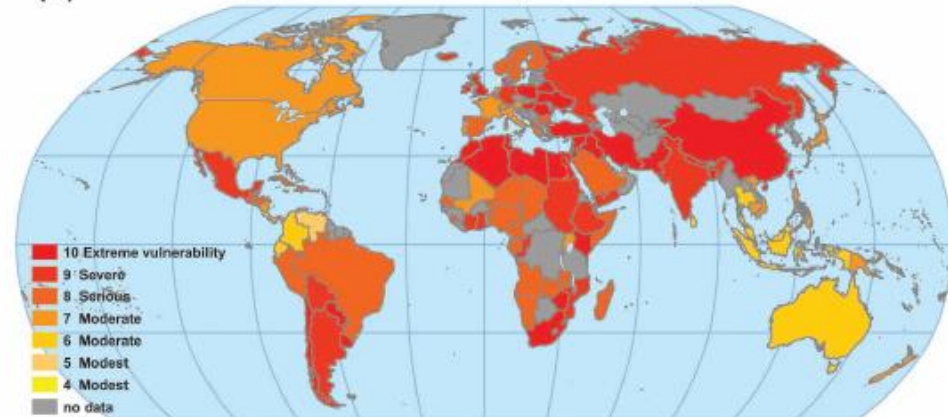 10 Extreme vulnerability
9 Severe
8 Serious
7 Moderate
6 Moderate
5 Modest
4 Modest
no data